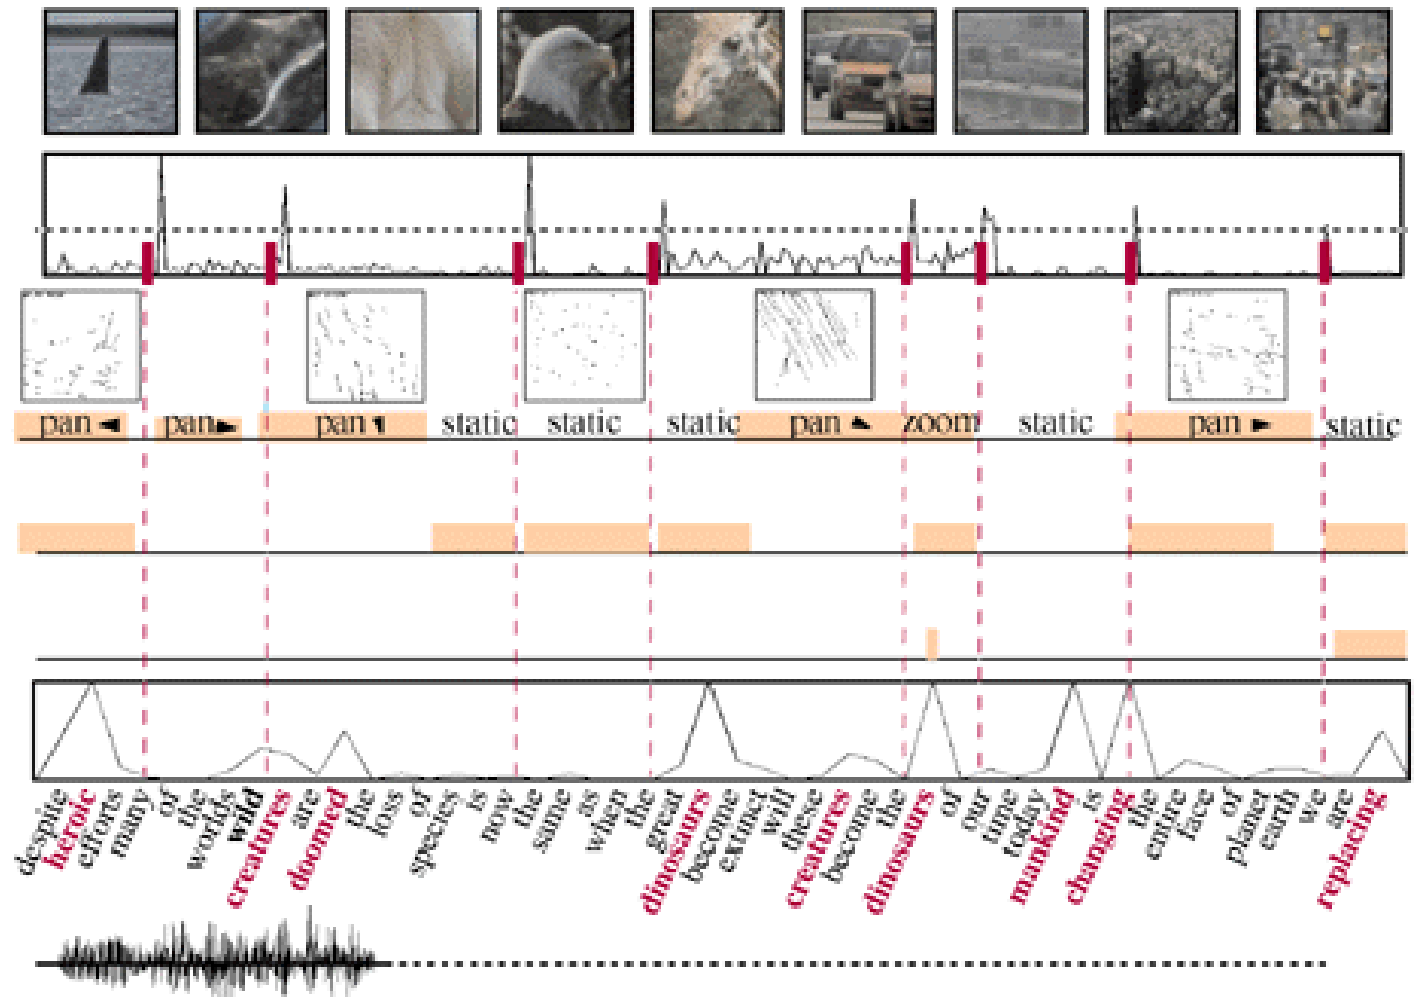 pan ◄ pan ► pan ¶ static static static pan zoom static pan ► static
despite
heroic
efforts
many
of
the
worlds
wild
creatures
are
doomed
the
loss
of
species
is
now
the
same
as
when
the
great
dinosaurs
become
extinct
will
these
creatures
become
the
dinosaurs
of
our
time
today
mankind
is
changing
the
entire
face
of
planet
earth
we
are
replacing